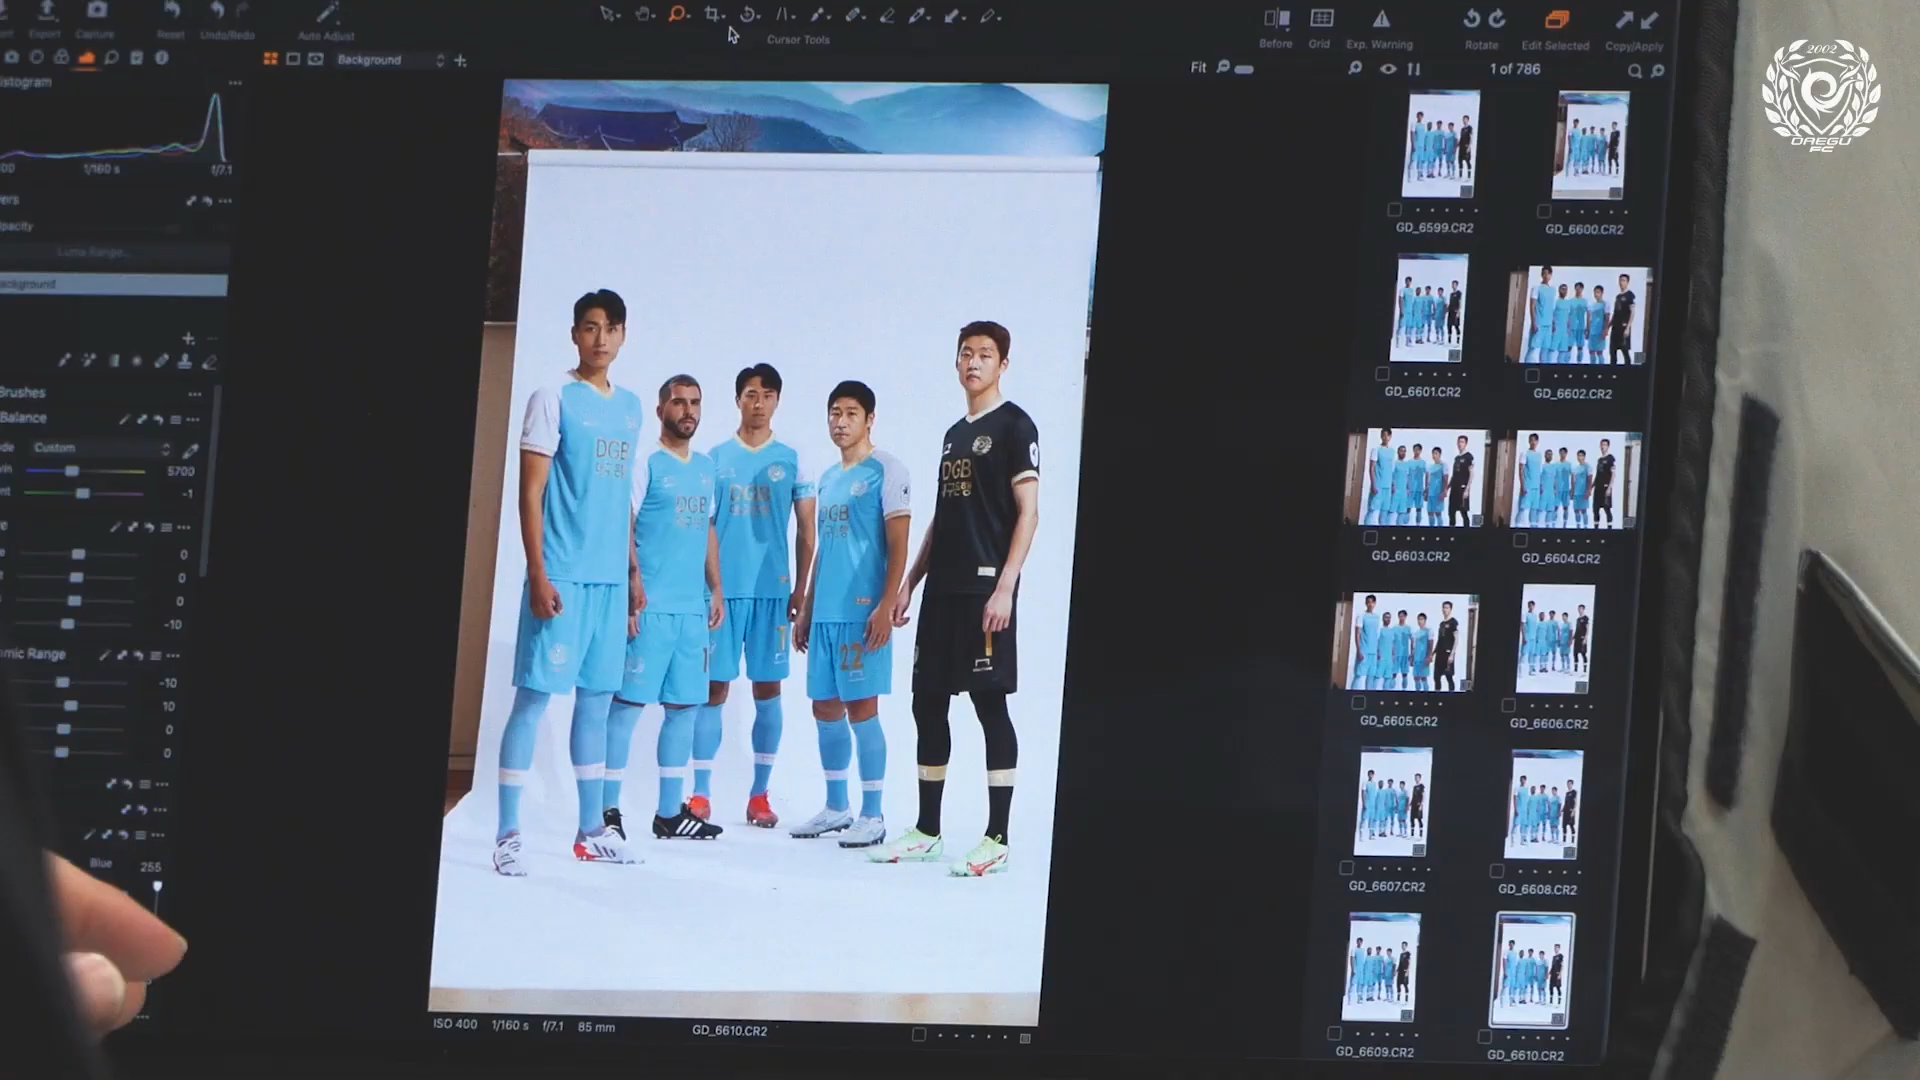 Export
Capture
Reset
Undo/Redo
Auto Adjust
Cursor Tools
Before
Grid
Exp. Warning
Rotate
Edit Selected
Copy/Apply
Background
Fit
1 of 786
2002
DAEGU
FC
1/160 s
f/7.1
Luma Range...
Brushes
Custom
5700
-1
0
0
0
-10
-10
10
0
0
Blue
255
DGB
DGB
DGB
DGB
DGB
22
GD_6599.CR2
GD_6600.CR2
GD_6601.CR2
GD_6602.CR2
GD_6603.CR2
GD_6604.CR2
GD_6605.CR2
GD_6606.CR2
GD_6607.CR2
GD_6608.CR2
GD_6609.CR2
GD_6610.CR2
ISO 400 1/160 s f/7.1 85 mm
GD_6610.CR2